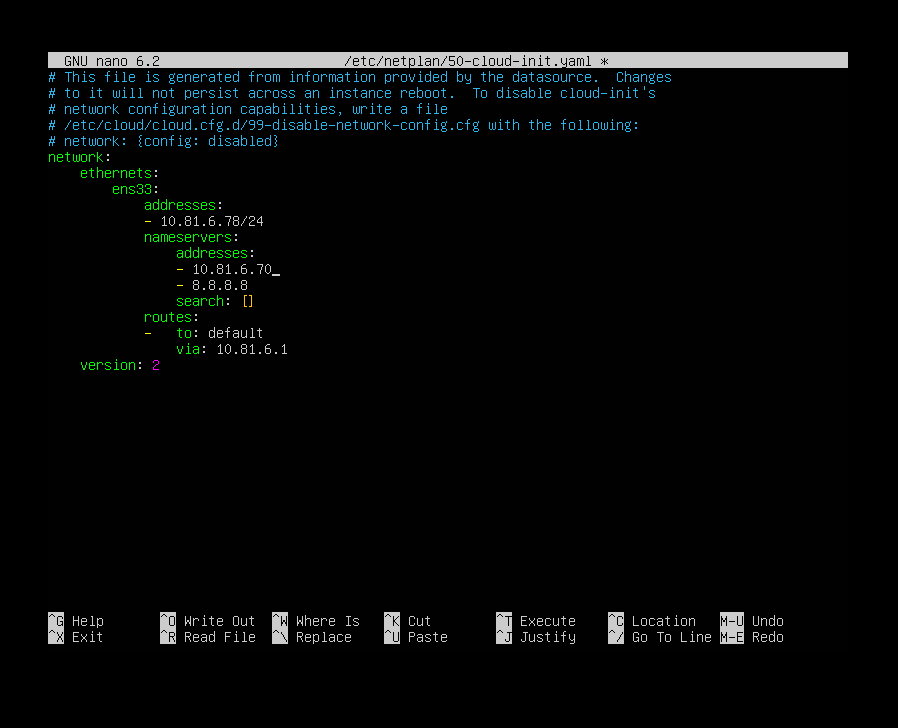 GNU nano 6.2 /etc/netplan/50-cloud-init.yaml *
# This file is generated from information provided by the datasource.  Changes
# to it will not persist across an instance reboot.  To disable cloud-init's
# network configuration capabilities, write a file
# /etc/cloud/cloud.cfg.d/99-disable-network-config.cfg with the following:
# network: {config: disabled}
network:
    ethernets:
        ens33:
            addresses:
            - 10.81.6.78/24
            nameservers:
                addresses:
                - 10.81.6.70_
                - 8.8.8.8
                search: []
            routes:
            -   to: default
                via: 10.81.6.1
    version: 2
^G Help ^O Write Out ^W Where Is ^K Cut ^T Execute ^C Location M-U Undo
^X Exit ^R Read File ^\ Replace ^U Paste ^J Justify ^/ Go To Line M-E Redo